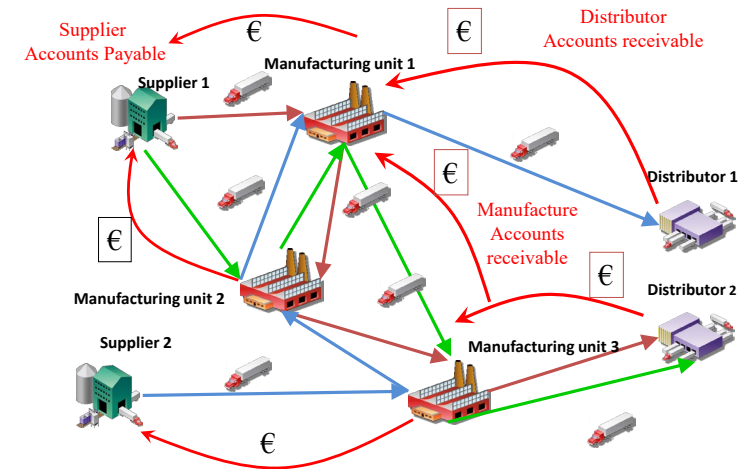 Supplier
Accounts Payable
€
€
Distributor
Accounts receivable
Manufacturing unit 1
Supplier 1
€
Distributor 1
Manufacture
Accounts
receivable
€
€
Manufacturing unit 2
Distributor 2
Supplier 2
Manufacturing unit 3
€